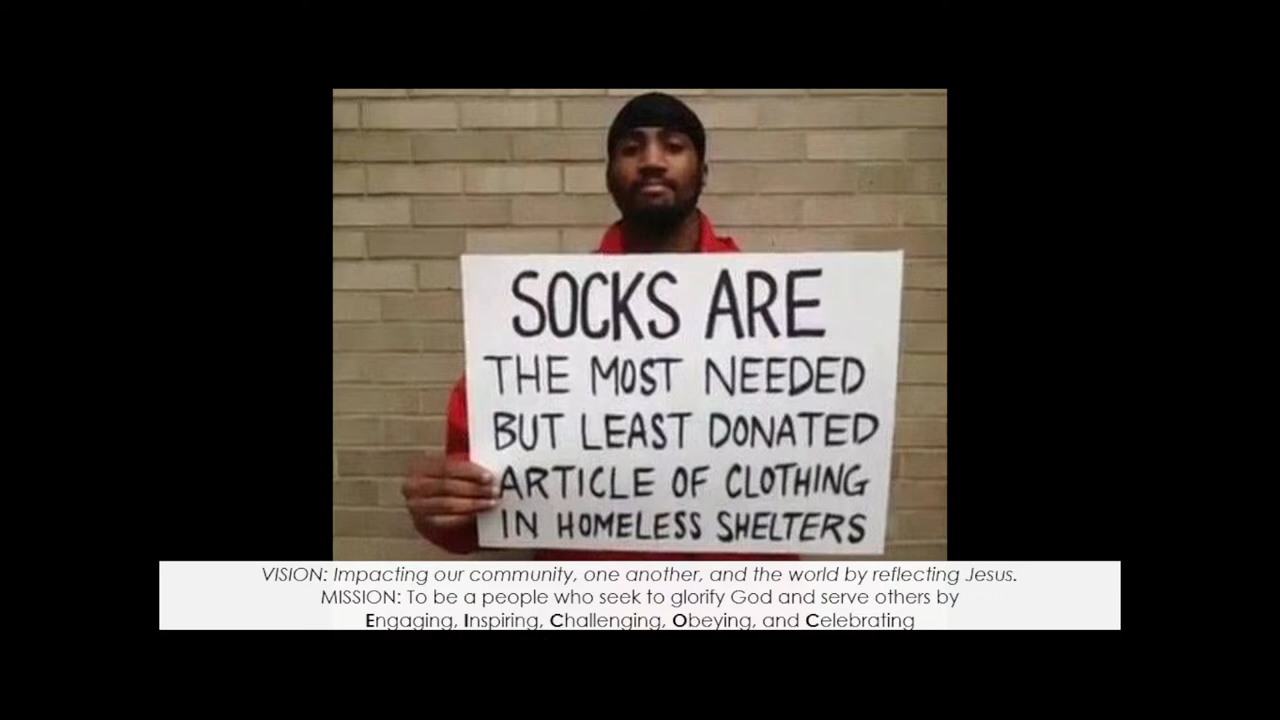 SOCKS ARE
THE MOST NEEDED
BUT LEAST DONATED
ARTICLE OF CLOTHING
IN HOMELESS SHELTERS
VISION: Impacting our community, one another, and the world by reflecting Jesus.
MISSION: To be a people who seek to glorify God and serve others by
Engaging, Inspiring, Challenging, Obeying, and Celebrating